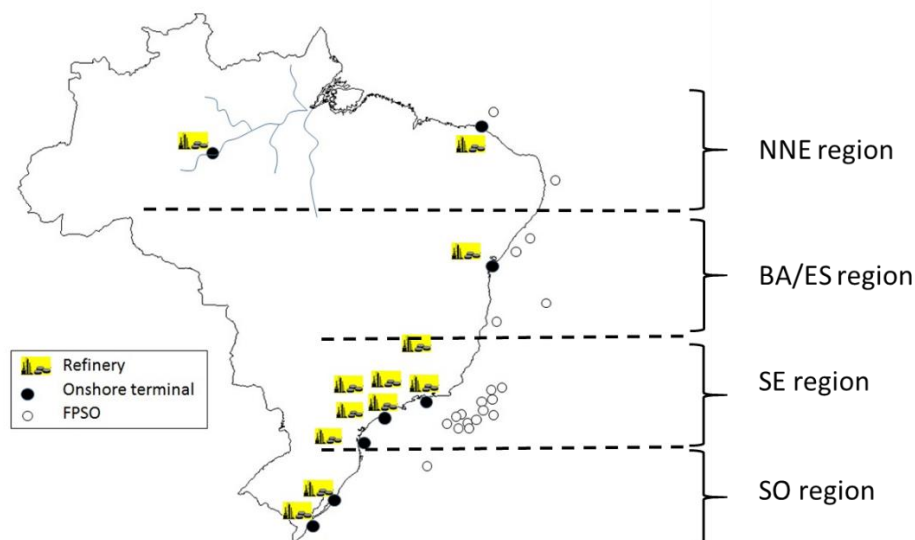 NNE region
BA/ES region
SE region
SO region
Refinery
Onshore terminal
FPSO